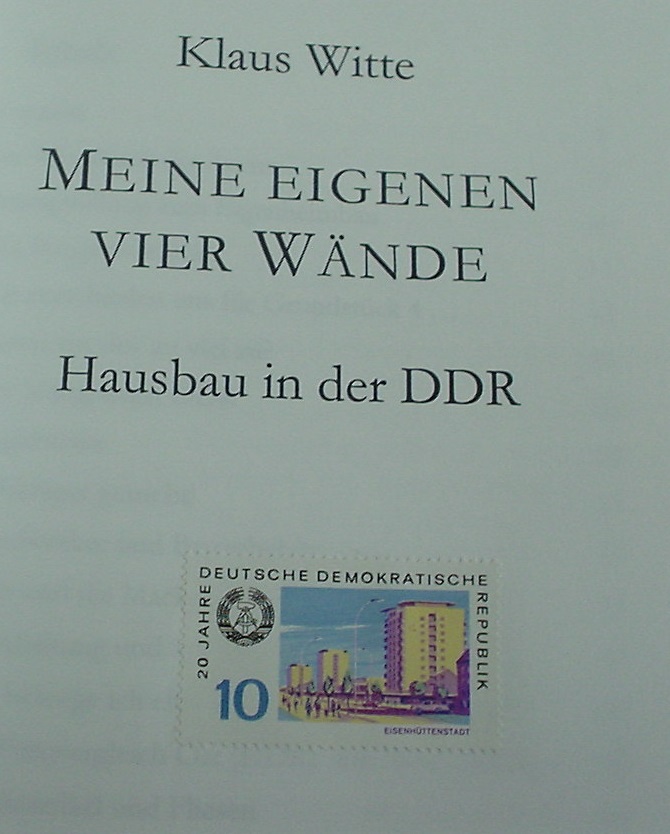 Klaus Witte
MEINE EIGENEN
VIER WÄNDE
Hausbau in der DDR
DEUTSCHE DEMOKRATISCHE
REPUBLIK
20 JAHRE
10
EISENHÜTTENSTADT